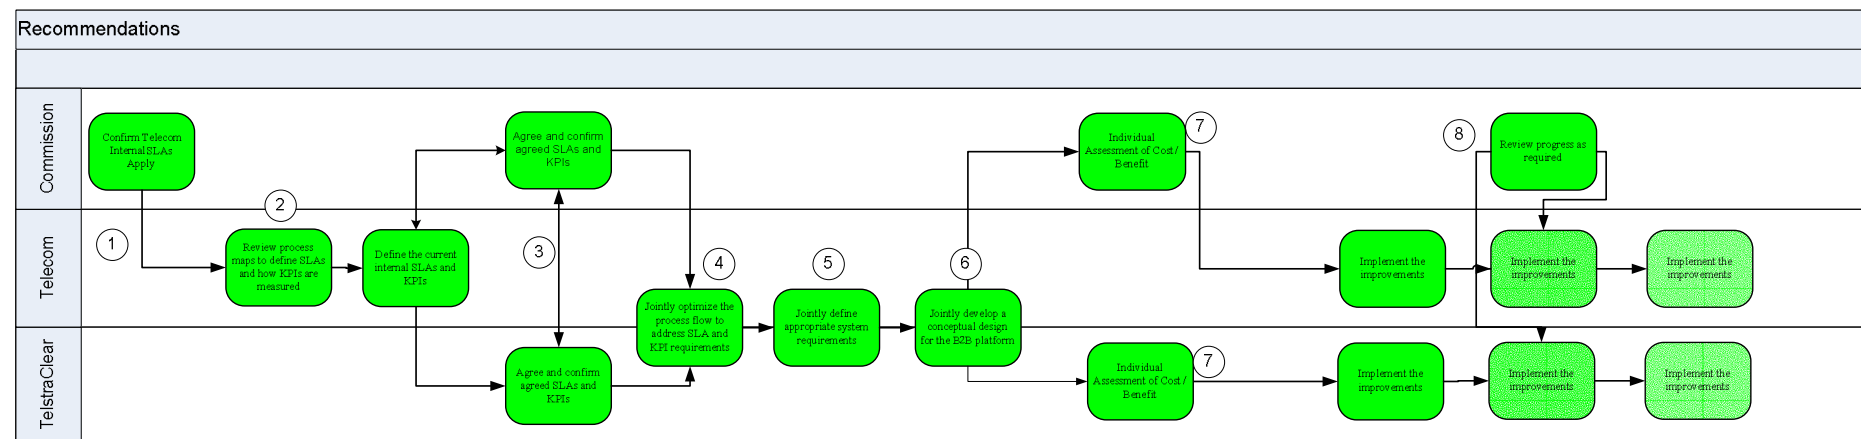 Recommendations
Commission
Confirm Telecom
Internal SLAs
Apply
Agree and confirm
agreed SLAs and
KPIs
Individual
Assessment of Cost /
Benefit
7
8
Review progress as
required
Telecom
1
2
Review process
maps to define SLAs
and how KPIs are
measured
Define the current
internal SLAs and
KPIs
3
4
Jointly optimize the
process flow to
address SLA and
KPI requirements
5
Jointly define
appropriate system
requirements
6
Jointly develop a
conceptual design
for the B2B platform
Implement the
improvements
Implement the
improvements
Implement the
improvements
TelstraClear
Agree and confirm
agreed SLAs and
KPIs
Individual
Assessment of Cost /
Benefit
7
Implement the
improvements
Implement the
improvements
Implement the
improvements